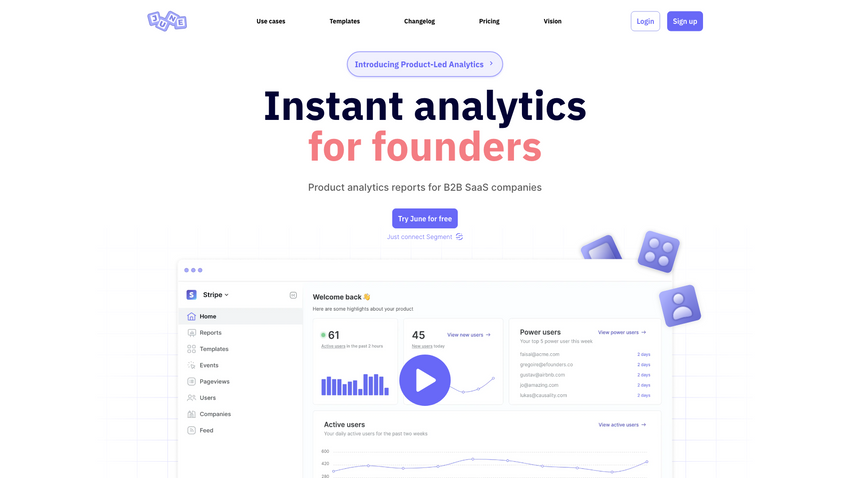 JUNE
Use cases
Templates
Changelog
Pricing
Vision
Login
Sign up
Introducing Product-Led Analytics
Instant analytics
for founders
Product analytics reports for B2B SaaS companies
Try June for free
Just connect Segment
S
Stripe
Home
Reports
Templates
Events
Pageviews
Users
Companies
Feed
Welcome back 👋
Here are some highlights about your product
61
Active users in the past 2 hours
45
View new users →
New users today
Power users
View power users →
Your top 5 power user this week
faisal@acme.com
3 days
gregoire@efounders.co
3 days
gustav@airbnb.com
3 days
jo@amazing.com
3 days
lukas@causality.com
2 days
Active users
View active users →
Your daily active users for the past two weeks
600
420
280